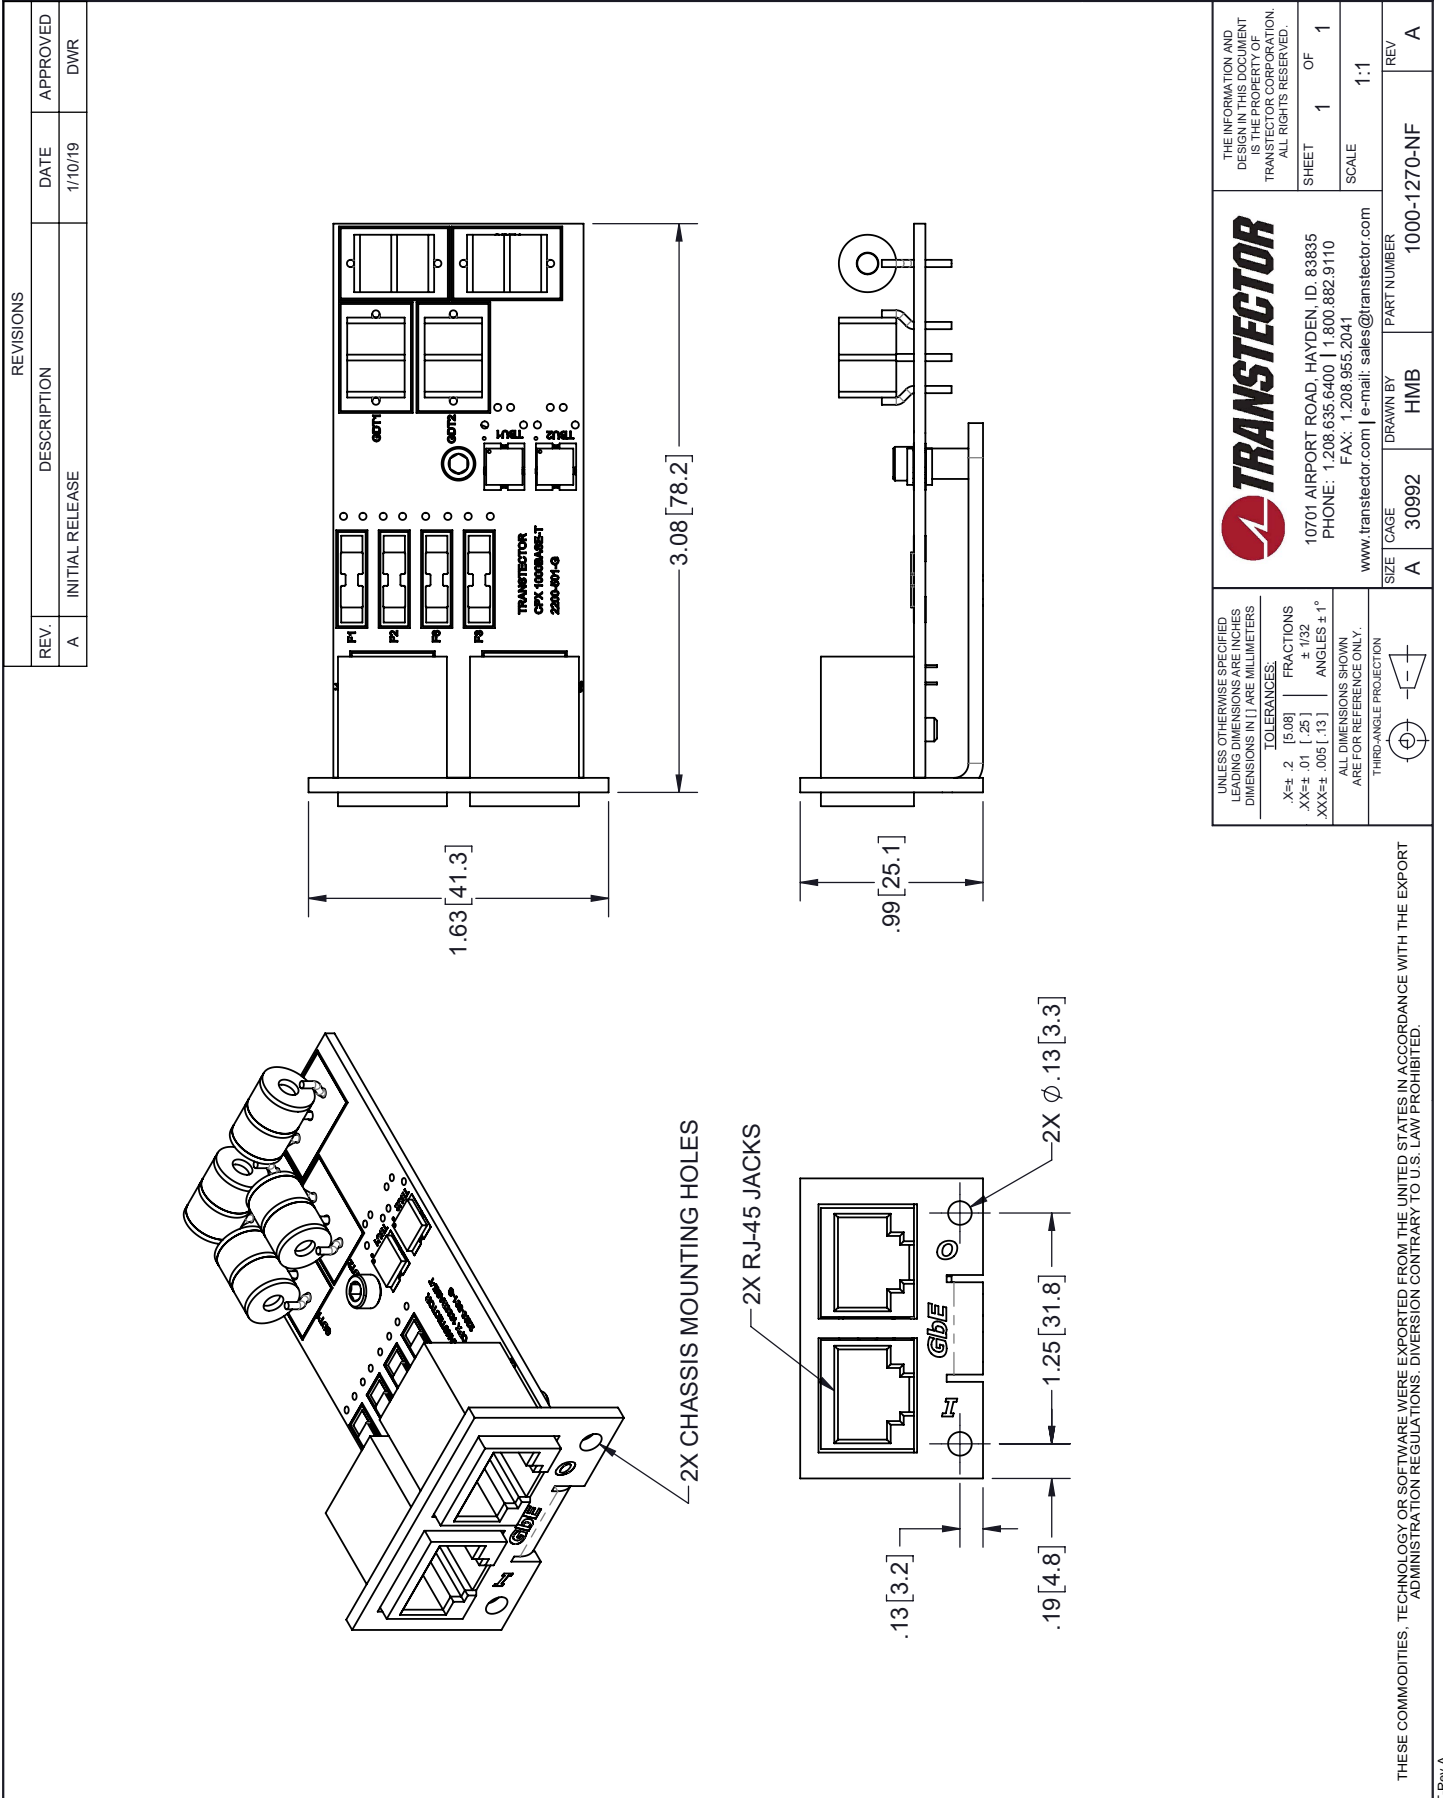 REVISIONS
REV. DESCRIPTION DATE APPROVED
A INITIAL RELEASE 1/10/19 DWR
2X CHASSIS MOUNTING HOLES
GbE
I
O
1.63 [41.3]
3.08 [78.2]
F1
F2
GDT1
GDT2
TBU1
TBU2
TRANSTECTOR
CPX 1000BASE-T
2200-501-G
2X RJ-45 JACKS
I
GbE
O
.13 [3.2]
.19 [4.8]
1.25 [31.8]
2X ∅ .13 [3.3]
.99 [25.1]
UNLESS OTHERWISE SPECIFIED
LEADING DIMENSIONS ARE INCHES
DIMENSIONS IN [ ] ARE MILLIMETERS
TOLERANCES:
.X=± .2 [5.08] FRACTIONS
.XX=± .01 [ .25 ] ± 1/32
.XXX=± .005 [ .13 ] ANGLES ± 1°
ALL DIMENSIONS SHOWN
ARE FOR REFERENCE ONLY.
THIRD-ANGLE PROJECTION
TRANSTECTOR
10701 AIRPORT ROAD, HAYDEN, ID. 83835
PHONE: 1.208.635.6400 | 1.800.882.9110
FAX: 1.208.955.2041
www.transtector.com | e-mail: sales@transtector.com
THE INFORMATION AND
DESIGN IN THIS DOCUMENT
IS THE PROPERTY OF
TRANSTECTOR CORPORATION.
ALL RIGHTS RESERVED.
SHEET 1 OF 1
SCALE 1:1
SIZE A
CAGE 30992
DRAWN BY HMB
PART NUMBER 1000-1270-NF
REV A
THESE COMMODITIES, TECHNOLOGY OR SOFTWARE WERE EXPORTED FROM THE UNITED STATES IN ACCORDANCE WITH THE EXPORT
ADMINISTRATION REGULATIONS. DIVERSION CONTRARY TO U.S. LAW PROHIBITED.
Rev A